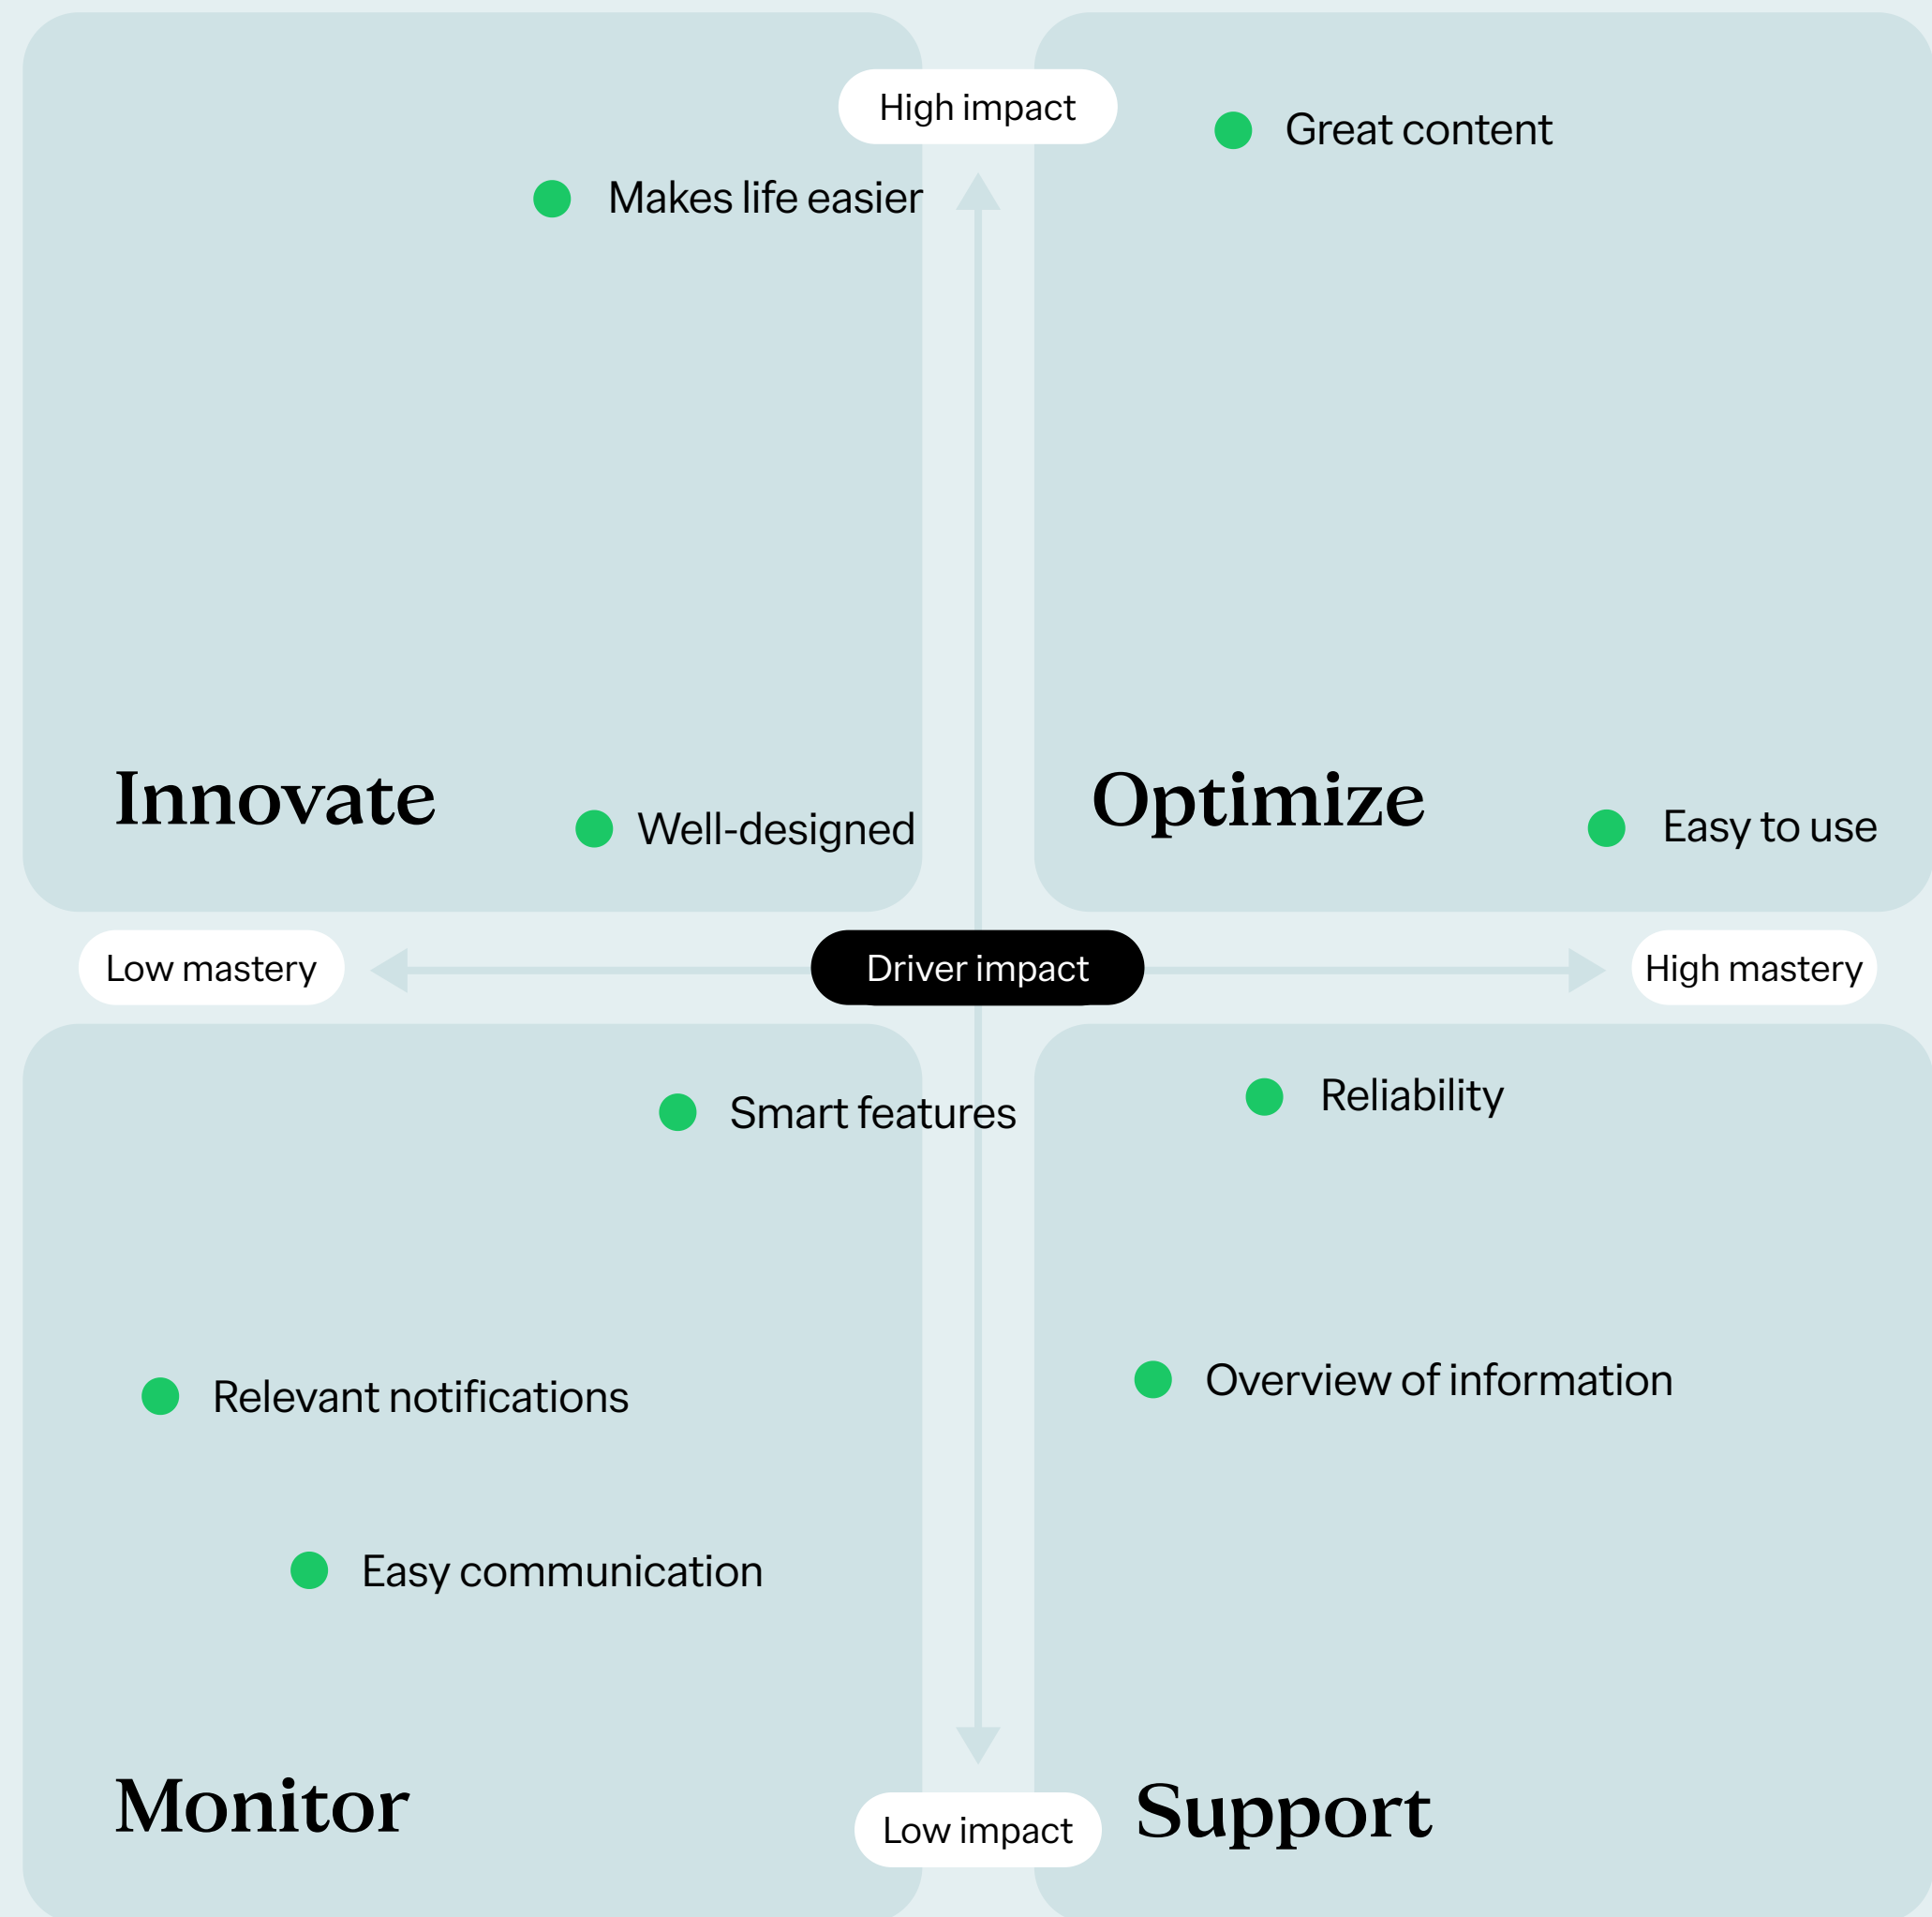 High impact
Great content
Makes life easier
Innovate
Well-designed
Optimize
Easy to use
Low mastery
Driver impact
High mastery
Smart features
Reliability
Relevant notifications
Overview of information
Easy communication
Monitor
Low impact
Support